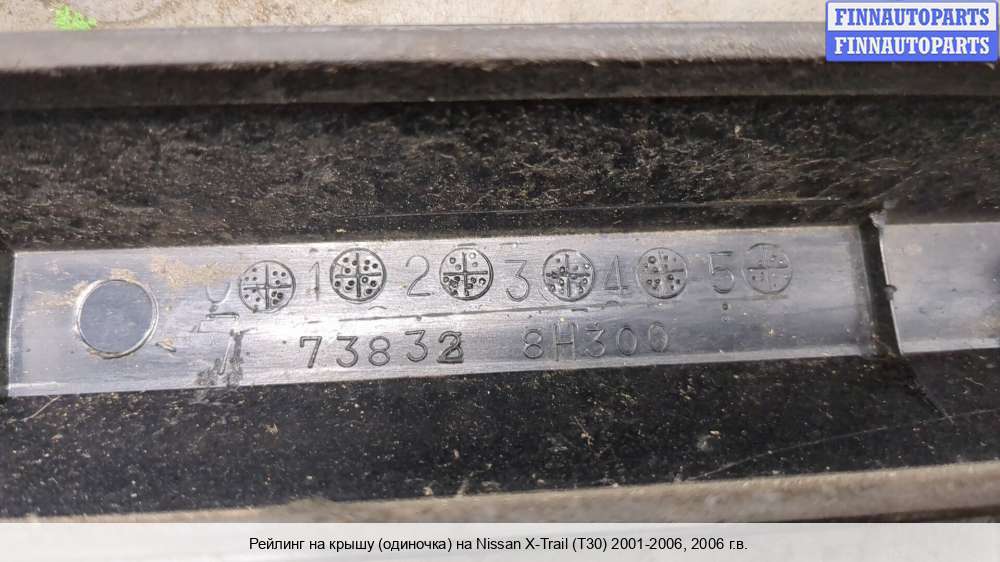 FINNAUTOPARTS
FINNAUTOPARTS
0 1 2 3 4 5
73832 8H300
Рейлинг на крышу (одиночка) на Nissan X-Trail (T30) 2001-2006, 2006 г.в.